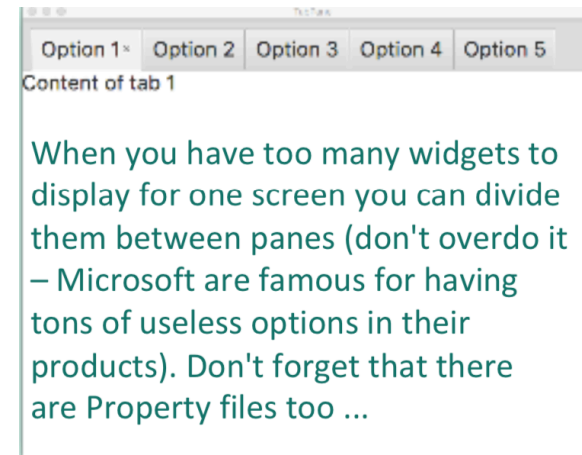 Option 1× Option 2 Option 3 Option 4 Option 5
Content of tab 1
When you have too many widgets to
display for one screen you can divide
them between panes (don't overdo it
– Microsoft are famous for having
tons of useless options in their
products). Don't forget that there
are Property files too ...